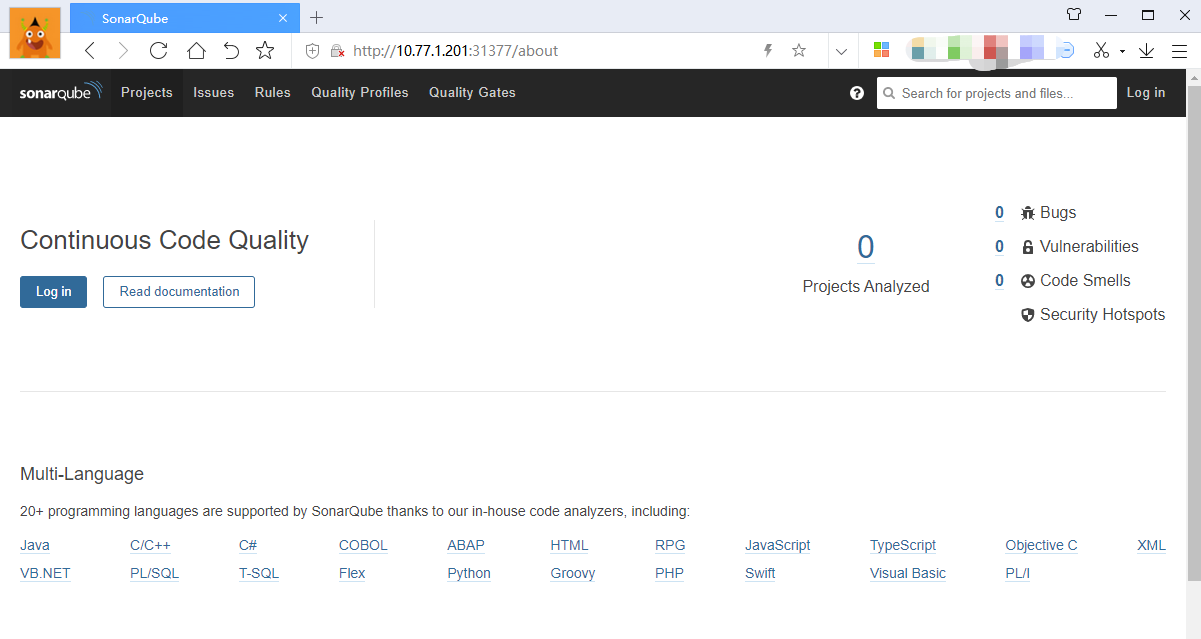 SonarQube
http://10.77.1.201:31377/about
sonarqube Projects Issues Rules Quality Profiles Quality Gates Search for projects and files... Log in
Continuous Code Quality
Log in Read documentation
0
Projects Analyzed
0 Bugs
0 Vulnerabilities
0 Code Smells
Security Hotspots
Multi-Language
20+ programming languages are supported by SonarQube thanks to our in-house code analyzers, including:
Java C/C++ C# COBOL ABAP HTML RPG JavaScript TypeScript Objective C XML
VB.NET PL/SQL T-SQL Flex Python Groovy PHP Swift Visual Basic PL/I